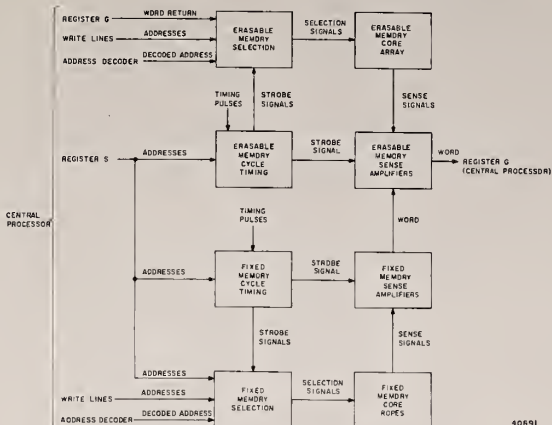 REGISTER G
WORD RETURN
WRITE LINES
ADDRESSES
ADDRESS DECODER
DECODED ADDRESS
ERASABLE
MEMORY
SELECTION
SELECTION
SIGNALS
ERASABLE
MEMORY
CORE
ARRAY
TIMING
PULSES
STROBE
SIGNALS
SENSE
SIGNALS
REGISTER S
ADDRESSES
ERASABLE
MEMORY
CYCLE
TIMING
STROBE
SIGNAL
ERASABLE
MEMORY
SENSE
AMPLIFIERS
WORD
REGISTER G
(CENTRAL PROCESSOR)
CENTRAL
PROCESSOR
TIMING
PULSES
WORD
ADDRESSES
FIXED
MEMORY
CYCLE
TIMING
STROBE
SIGNAL
FIXED
MEMORY
SENSE
AMPLIFIERS
STROBE
SIGNALS
SENSE
SIGNALS
ADDRESSES
WRITE LINES
ADDRESSES
ADDRESS DECODER
DECODED ADDRESS
FIXED
MEMORY
SELECTION
SELECTION
SIGNALS
FIXED
MEMORY
CORE
ROPES
40691